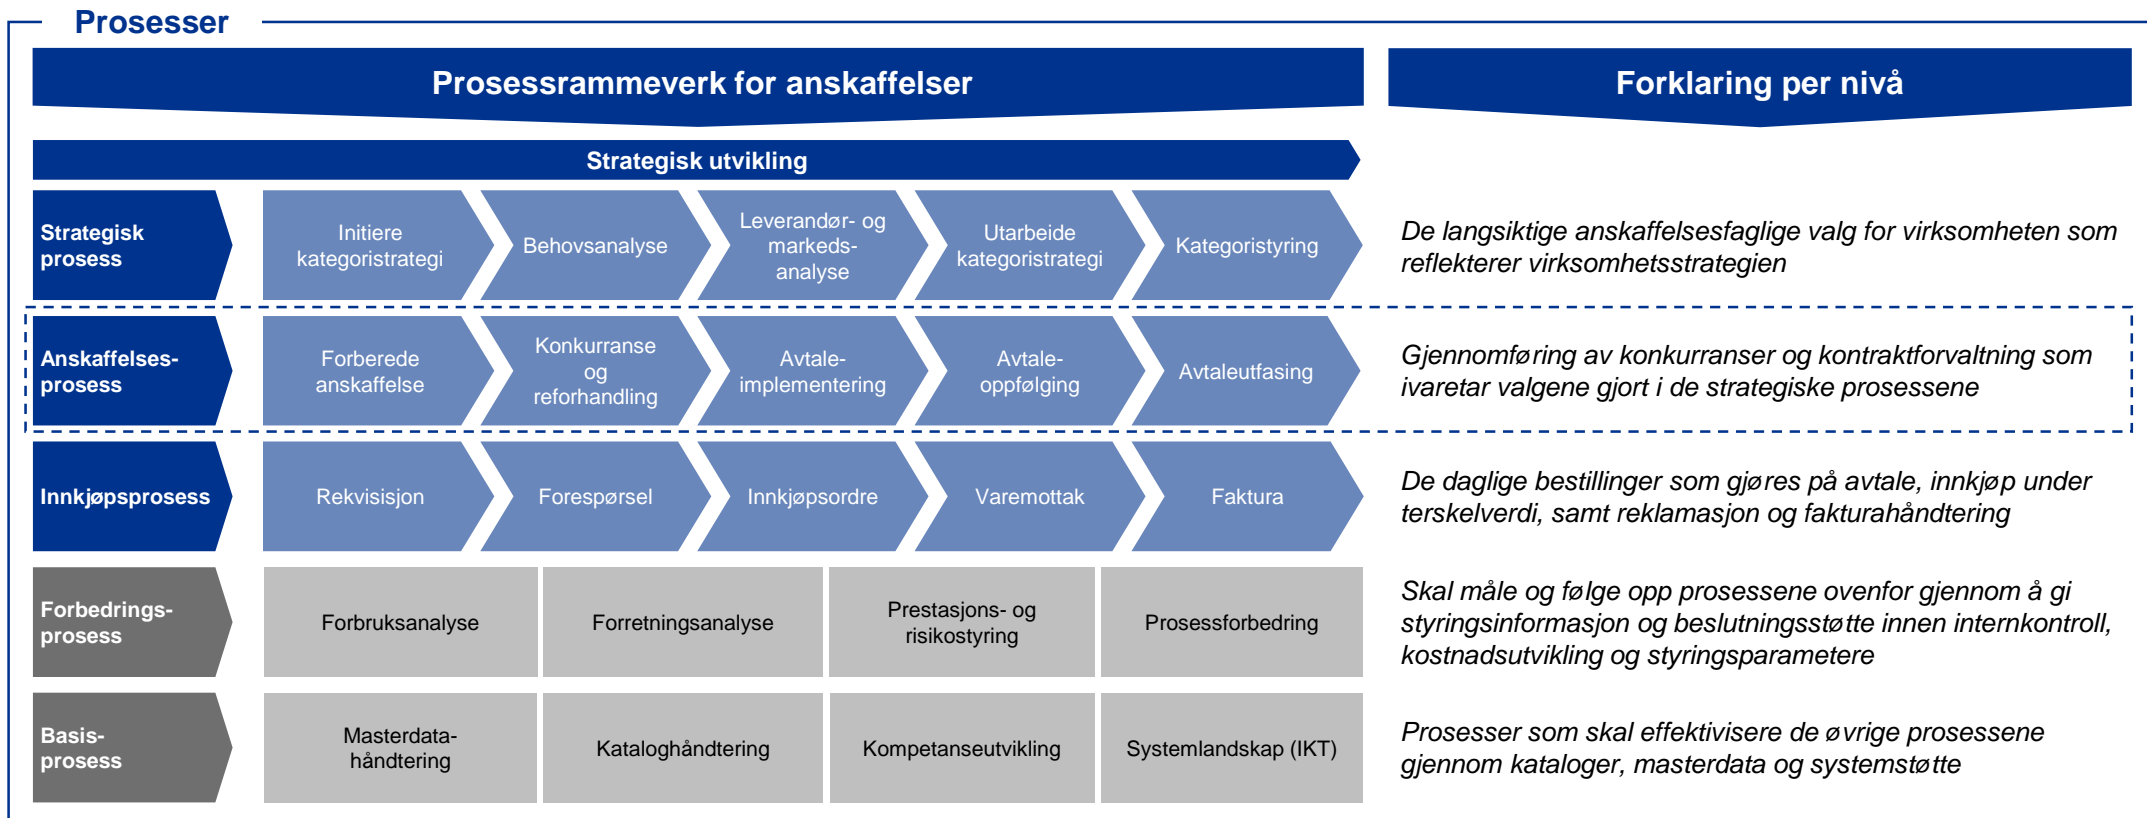 Prosesser
Prosessrammeverk for anskaffelser
Forklaring per nivå
Strategisk utvikling
Strategisk
prosess
Initiere
kategoristrategi
Behovsanalyse
Leverandør- og
markeds-
analyse
Utarbeide
kategoristrategi
Kategoristyring
De langsiktige anskaffelsesfaglige valg for virksomheten som
reflekterer virksomhetsstrategien
Anskaffelses-
prosess
Forberede
anskaffelse
Konkurranse
og
reforhandling
Avtale-
implementering
Avtale-
oppfølging
Avtaleutfasing
Gjennomføring av konkurranser og kontraktforvaltning som
ivaretar valgene gjort i de strategiske prosessene
Innkjøpsprosess
Rekvisisjon
Forespørsel
Innkjøpsordre
Varemottak
Faktura
De daglige bestillinger som gjøres på avtale, innkjøp under
terskelverdi, samt reklamasjon og fakturahåndtering
Forbedrings-
prosess
Forbruksanalyse
Forretningsanalyse
Prestasjons- og
risikostyring
Prosessforbedring
Skal måle og følge opp prosessene ovenfor gjennom å gi
styringsinformasjon og beslutningsstøtte innen internkontroll,
kostnadsutvikling og styringsparametere
Basis-
prosess
Masterdata-
håndtering
Kataloghåndtering
Kompetanseutvikling
Systemlandskap (IKT)
Prosesser som skal effektivisere de øvrige prosessene
gjennom kataloger, masterdata og systemstøtte